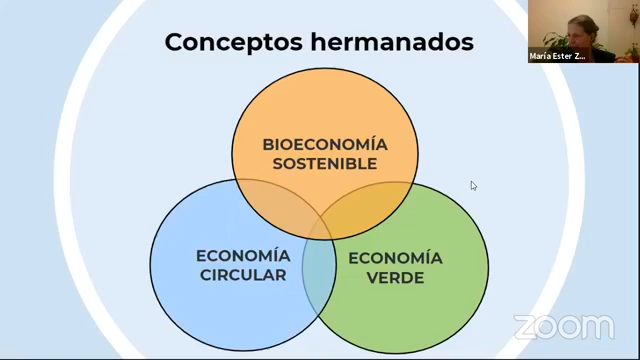 Conceptos hermanados
María Ester Z...
BIOECONOMÍA
SOSTENIBLE
ECONOMÍA
CIRCULAR
ECONOMÍA
VERDE
zoom